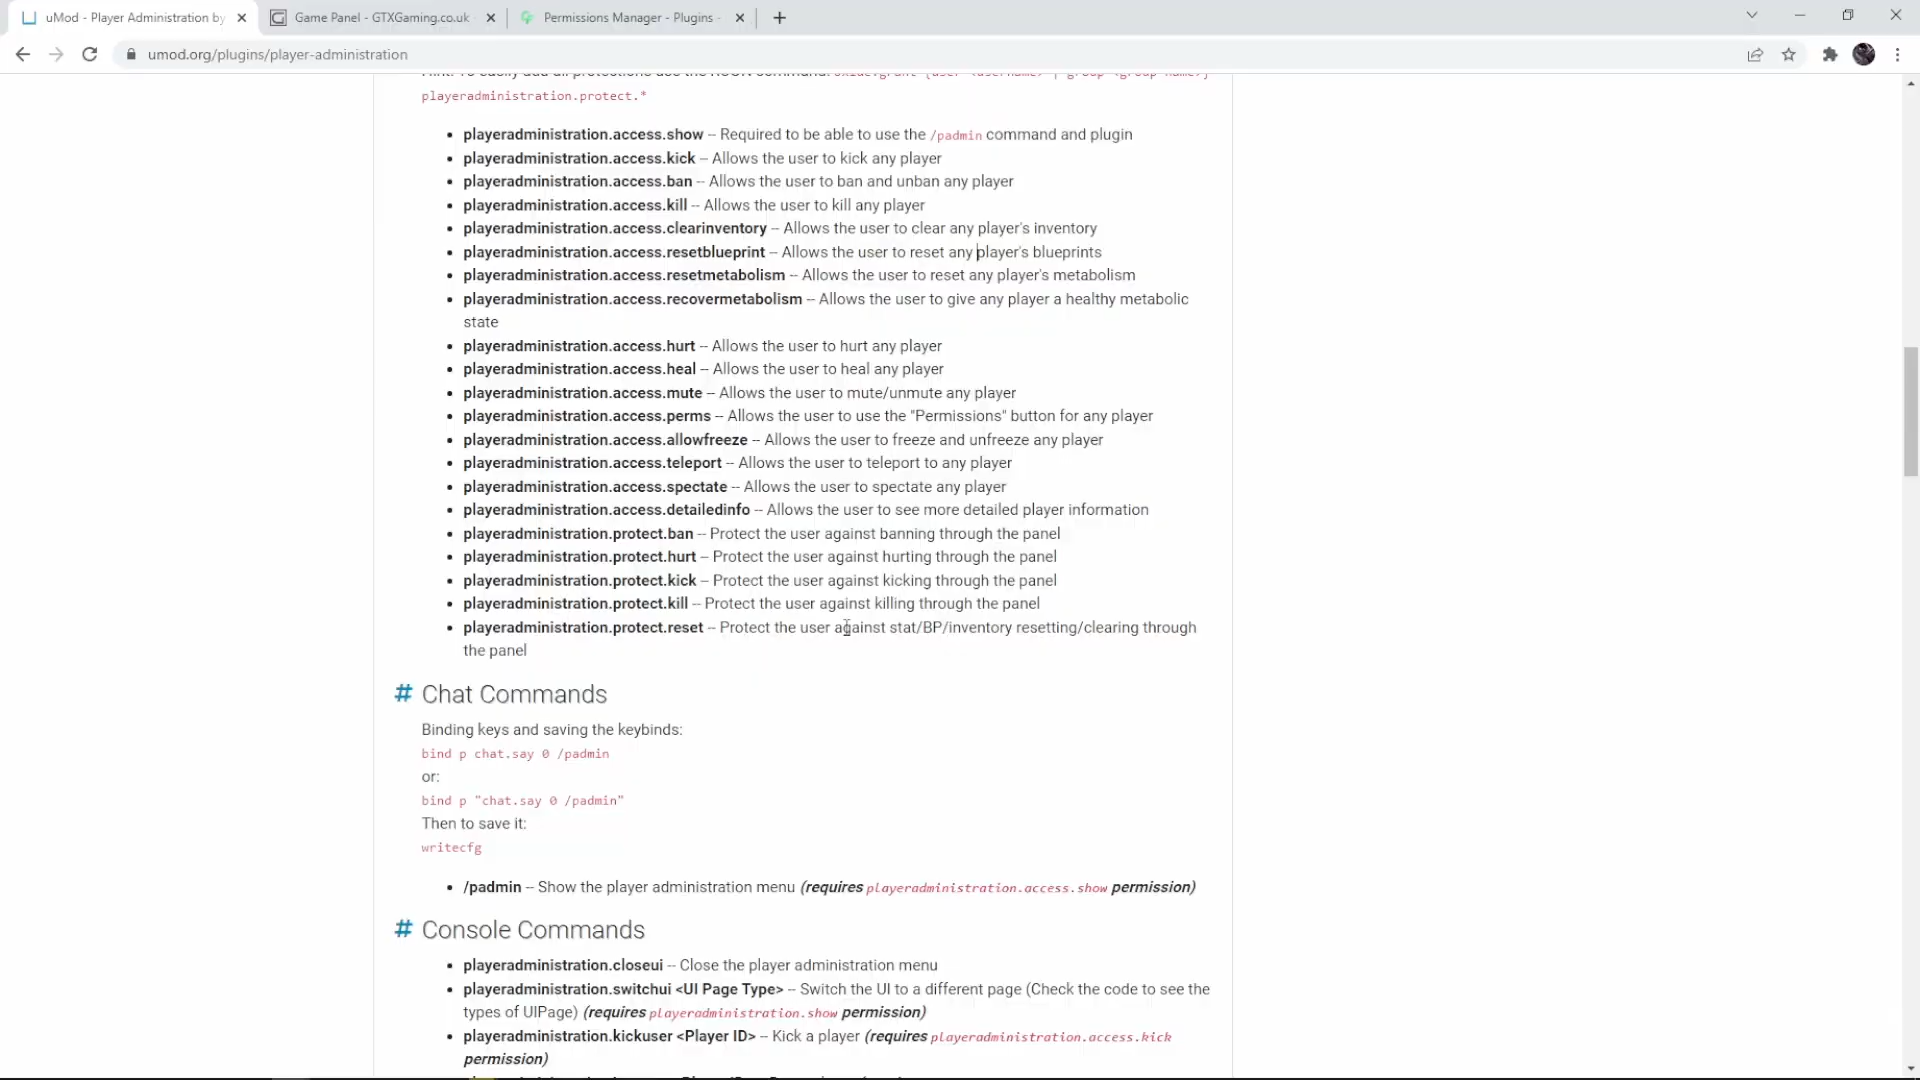 uMod - Player Administration by
Game Panel - GTXGaming.co.uk
Permissions Manager - Plugins -
umod.org/plugins/player-administration
playeradministration.protect.*
playeradministration.access.show -- Required to be able to use the /padmin command and plugin
playeradministration.access.kick -- Allows the user to kick any player
playeradministration.access.ban -- Allows the user to ban and unban any player
playeradministration.access.kill -- Allows the user to kill any player
playeradministration.access.clearinventory -- Allows the user to clear any player's inventory
playeradministration.access.resetblueprint -- Allows the user to reset any player's blueprints
playeradministration.access.resetmetabolism -- Allows the user to reset any player's metabolism
playeradministration.access.recovermetabolism -- Allows the user to give any player a healthy metabolic
state
playeradministration.access.hurt -- Allows the user to hurt any player
playeradministration.access.heal -- Allows the user to heal any player
playeradministration.access.mute -- Allows the user to mute/unmute any player
playeradministration.access.perms -- Allows the user to use the "Permissions" button for any player
playeradministration.access.allowfreeze -- Allows the user to freeze and unfreeze any player
playeradministration.access.teleport -- Allows the user to teleport to any player
playeradministration.access.spectate -- Allows the user to spectate any player
playeradministration.access.detailedinfo -- Allows the user to see more detailed player information
playeradministration.protect.ban -- Protect the user against banning through the panel
playeradministration.protect.hurt -- Protect the user against hurting through the panel
playeradministration.protect.kick -- Protect the user against kicking through the panel
playeradministration.protect.kill -- Protect the user against killing through the panel
playeradministration.protect.reset -- Protect the user against stat/BP/inventory resetting/clearing through
the panel
# Chat Commands
Binding keys and saving the keybinds:
bind p chat.say 0 /padmin
or:
bind p "chat.say 0 /padmin"
Then to save it:
writecfg
/padmin -- Show the player administration menu (requires playeradministration.access.show permission)
# Console Commands
playeradministration.closeui -- Close the player administration menu
playeradministration.switchui <UI Page Type> -- Switch the UI to a different page (Check the code to see the
types of UIPage) (requires playeradministration.show permission)
playeradministration.kickuser <Player ID> -- Kick a player (requires playeradministration.access.kick
permission)